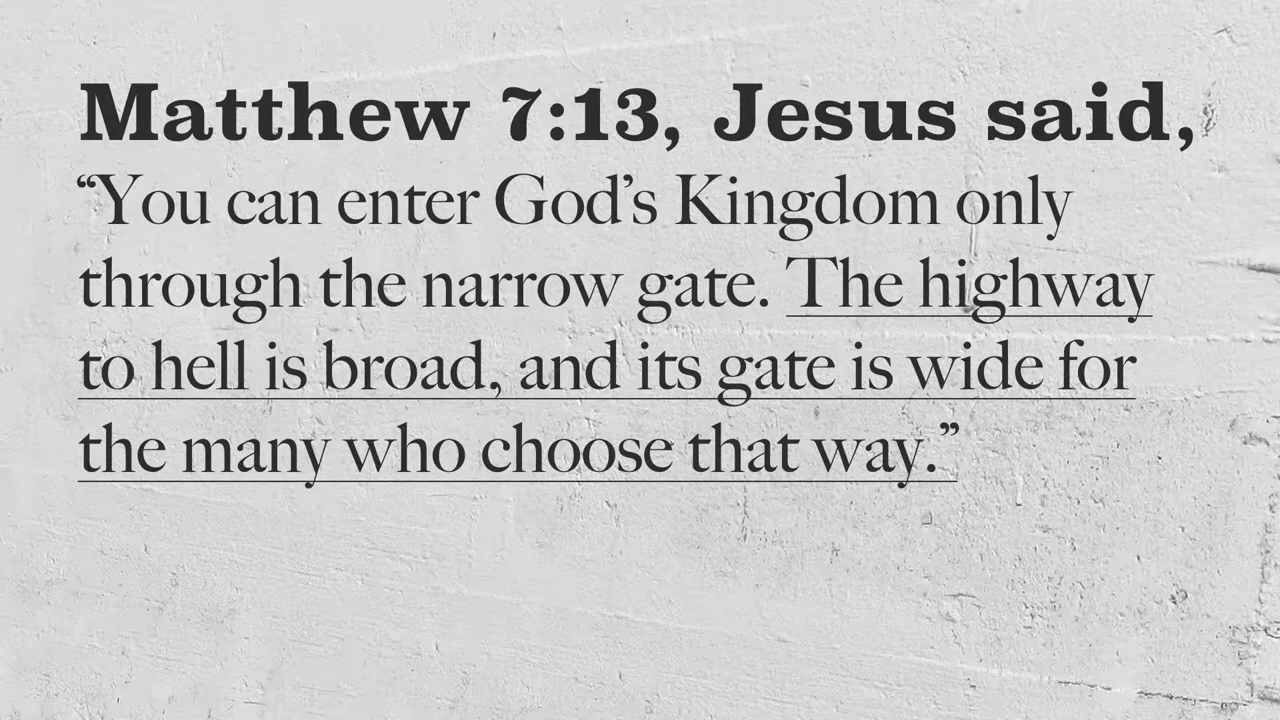 Matthew 7:13, Jesus said,
“You can enter God’s Kingdom only
through the narrow gate. The highway
to hell is broad, and its gate is wide for
the many who choose that way.”